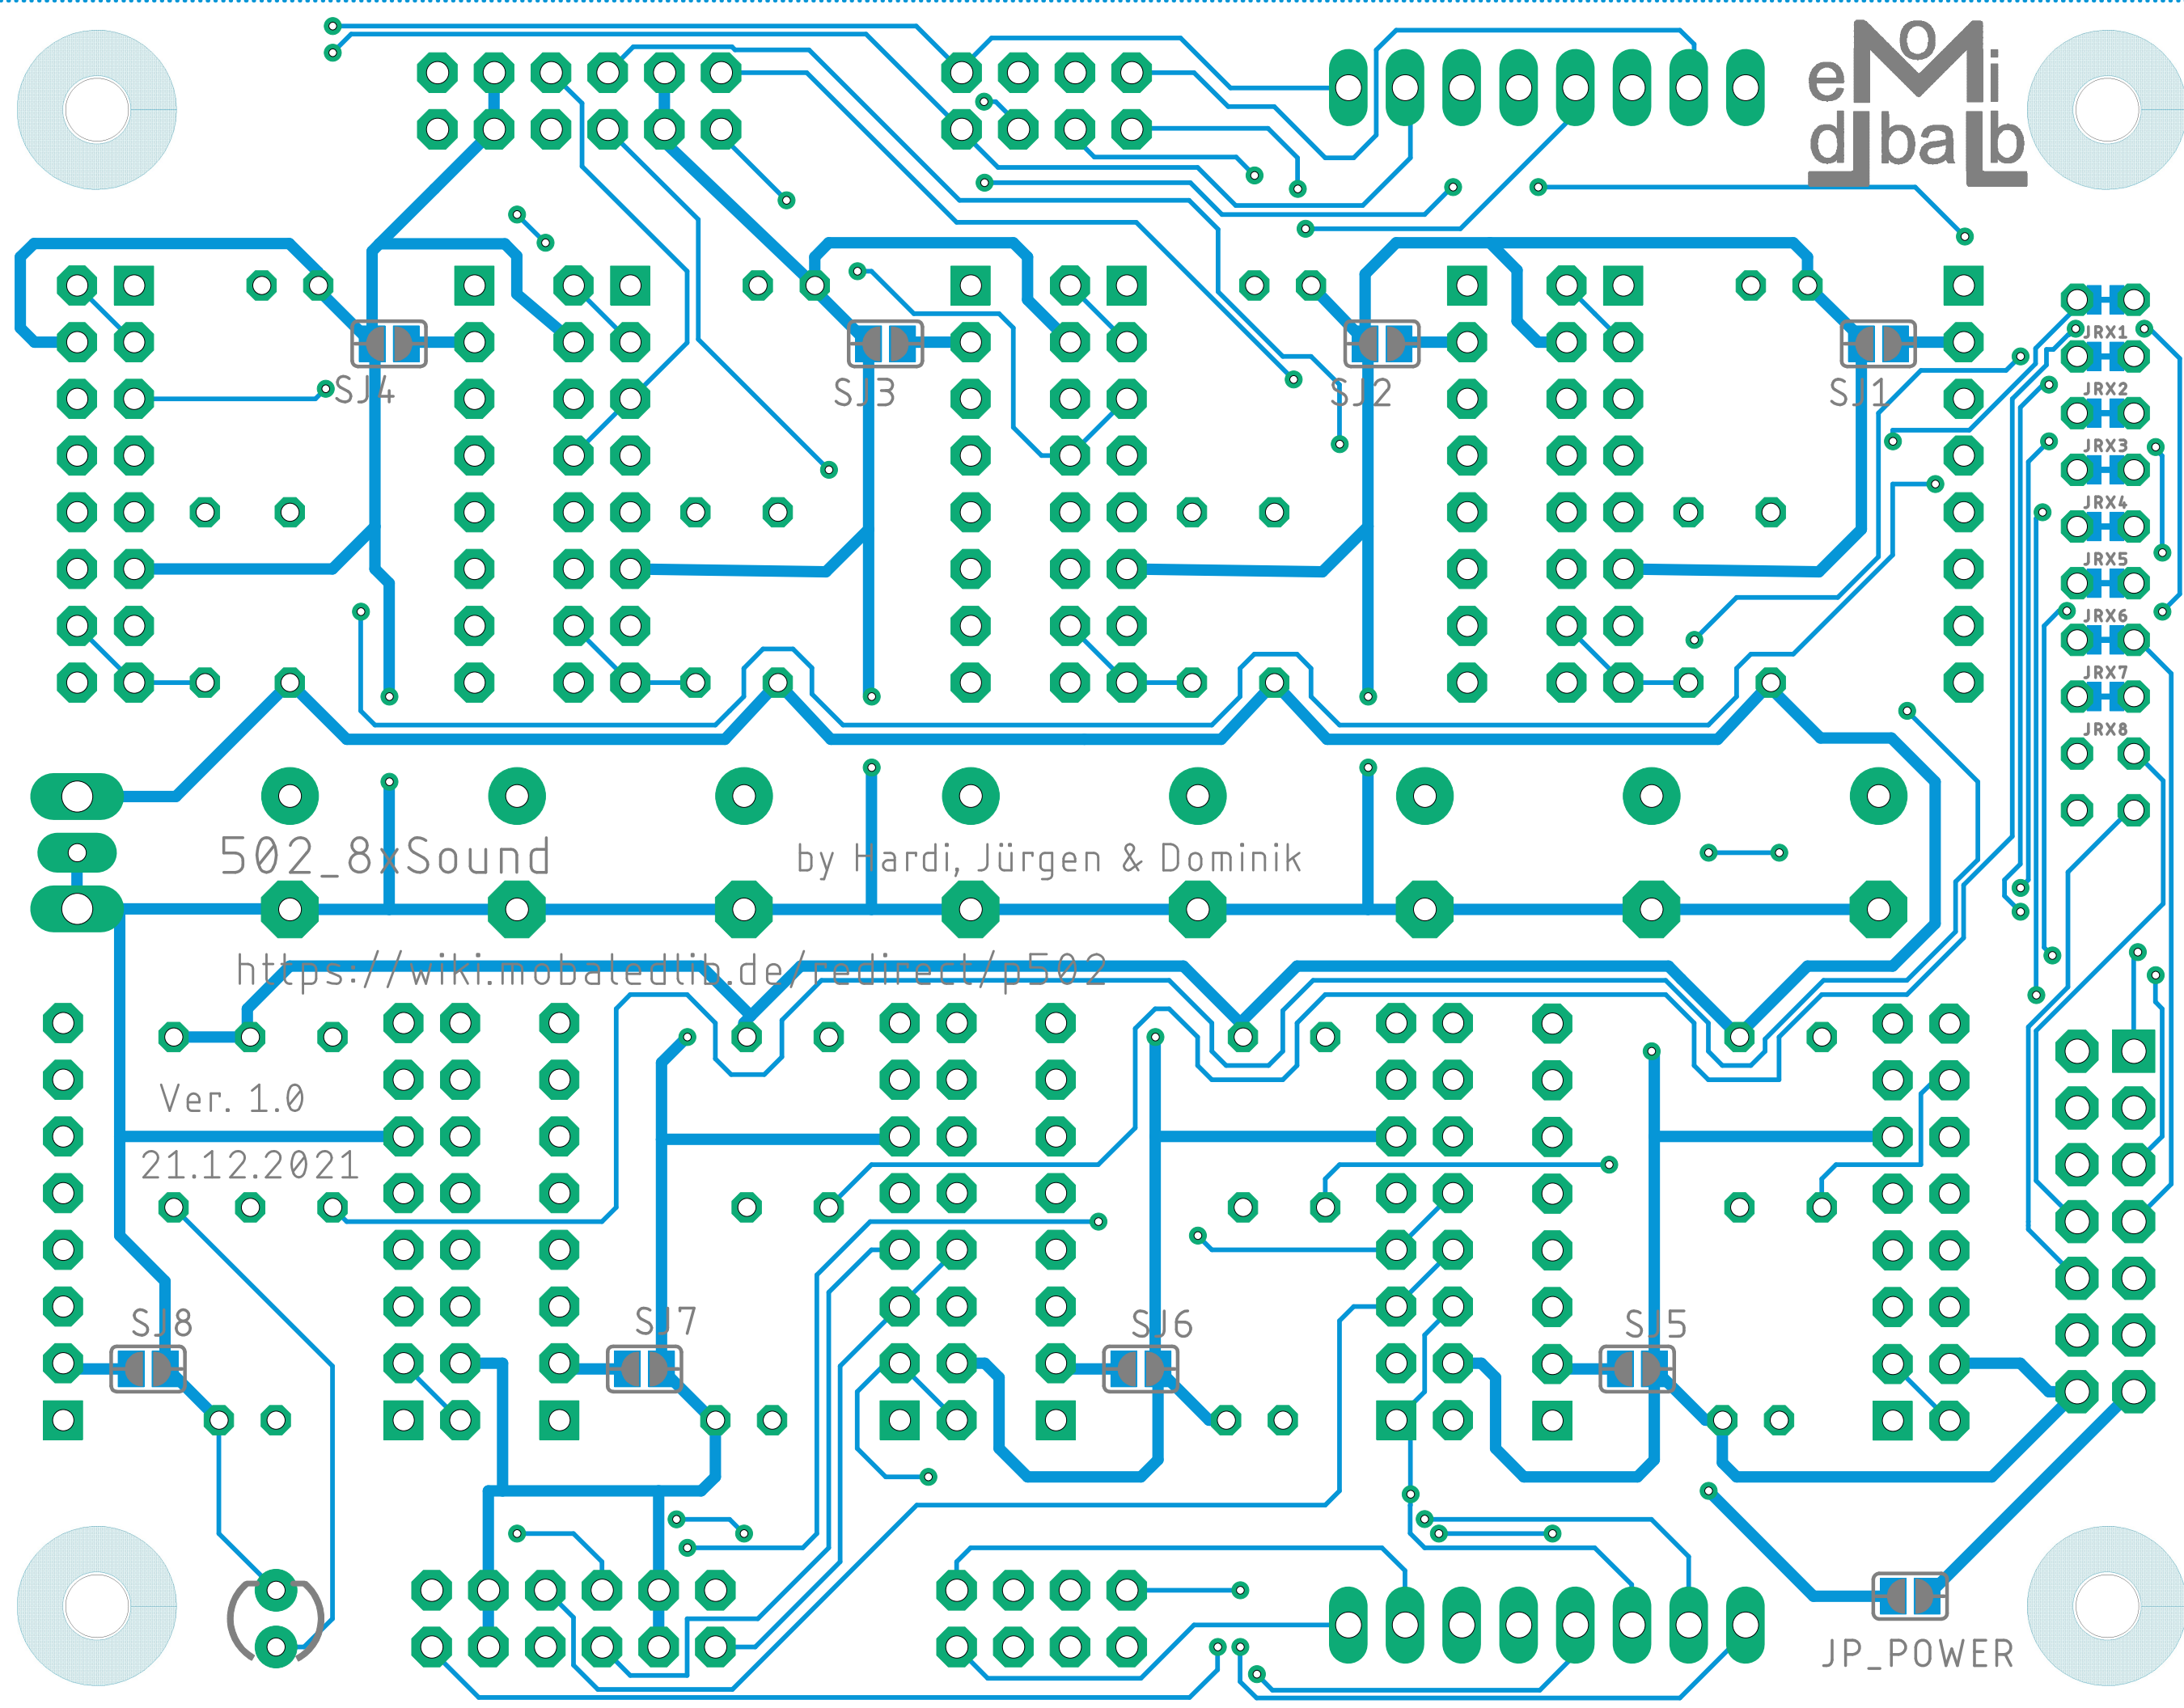 eMoMi
dLbaLLb
SJ4
SJ3
SJ2
SJ1
JRX1
JRX2
JRX3
JRX4
JRX5
JRX6
JRX7
JRX8
502_8xSound
by Hardi, Jürgen & Dominik
https://wiki.mobaledlib.de/redirect/p502
Ver. 1.0
21.12.2021
SJ8
SJ7
SJ6
SJ5
JP_POWER